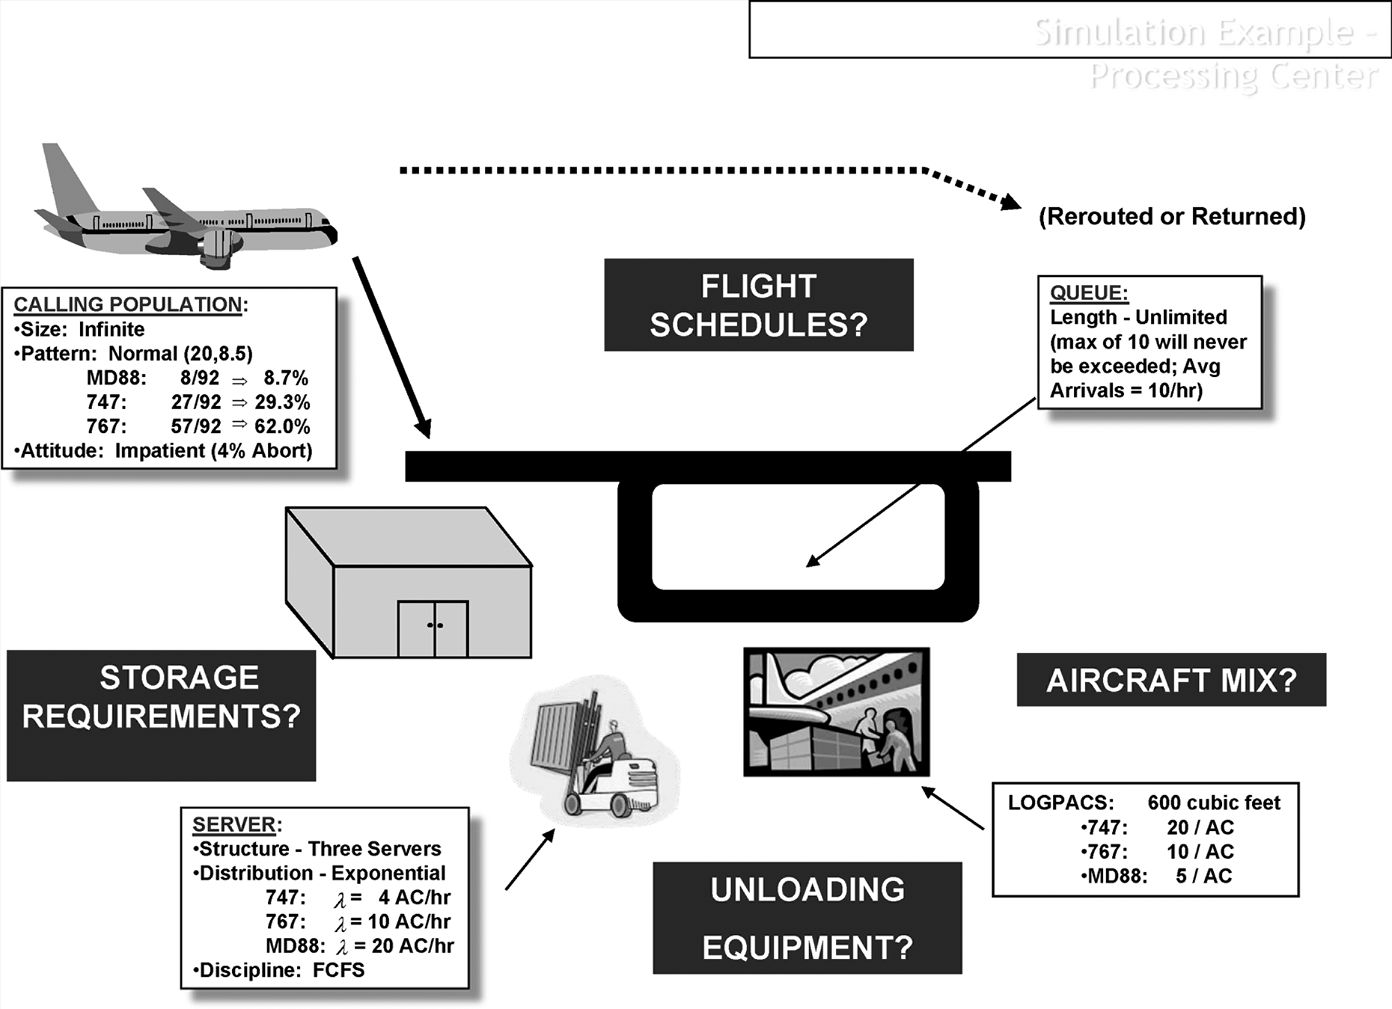 Simulation Example -
Processing Center
(Rerouted or Returned)
FLIGHT
SCHEDULES?
QUEUE:
Length - Unlimited
(max of 10 will never
be exceeded; Avg
Arrivals = 10/hr)
CALLING POPULATION:
•Size: Infinite
•Pattern: Normal (20,8.5)
MD88: 8/92 ⇒ 8.7%
747: 27/92 ⇒ 29.3%
767: 57/92 ⇒ 62.0%
•Attitude: Impatient (4% Abort)
STORAGE
REQUIREMENTS?
AIRCRAFT MIX?
LOGPACS: 600 cubic feet
•747: 20 / AC
•767: 10 / AC
•MD88: 5 / AC
SERVER:
•Structure - Three Servers
•Distribution - Exponential
747: λ = 4 AC/hr
767: λ = 10 AC/hr
MD88: λ = 20 AC/hr
•Discipline: FCFS
UNLOADING
EQUIPMENT?